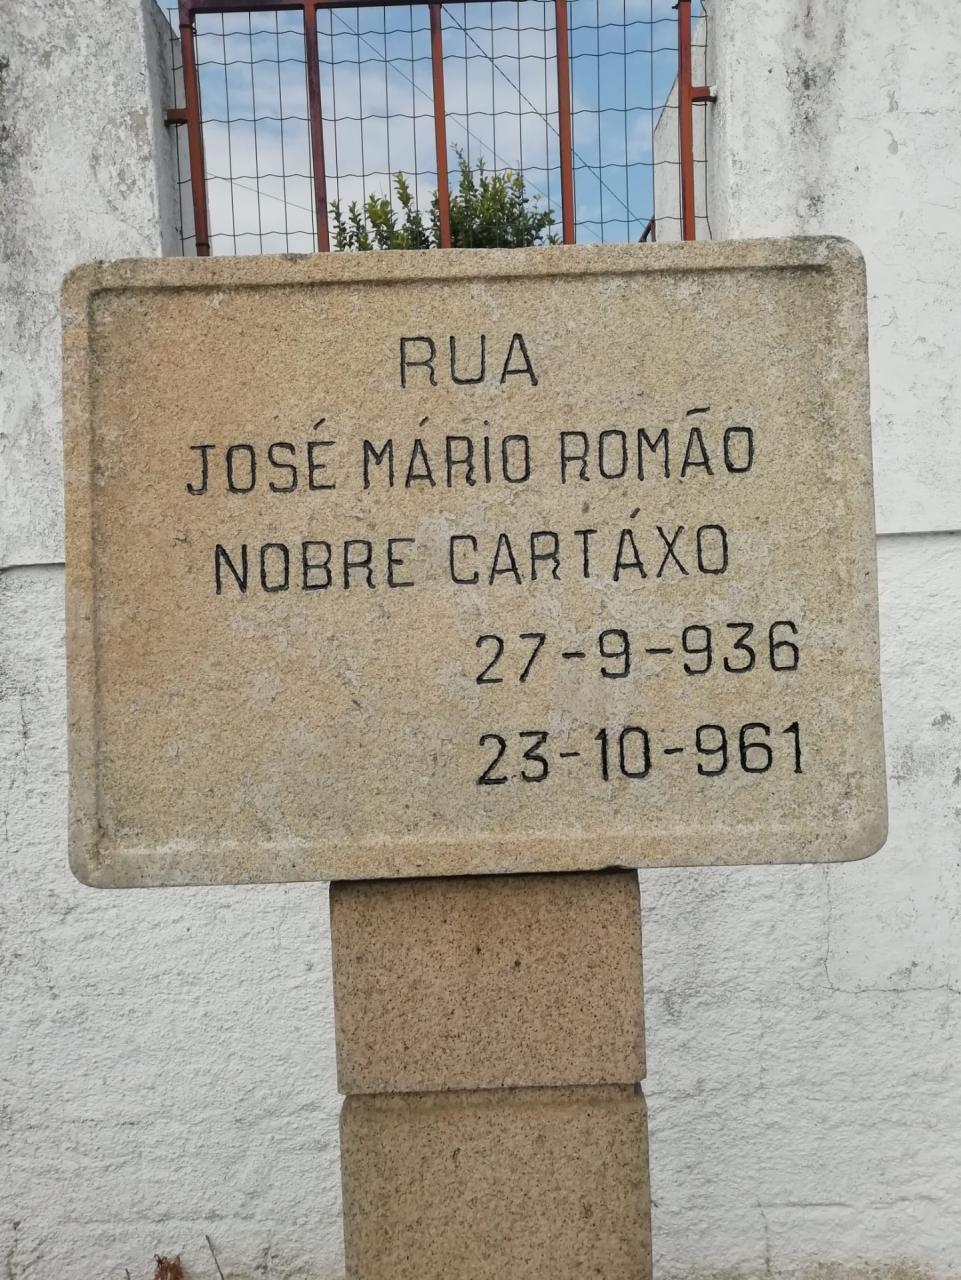 RUA
JOSÉ MÁRIO ROMÃO
NOBRE CARTÁXO
27-9-936
23-10-961